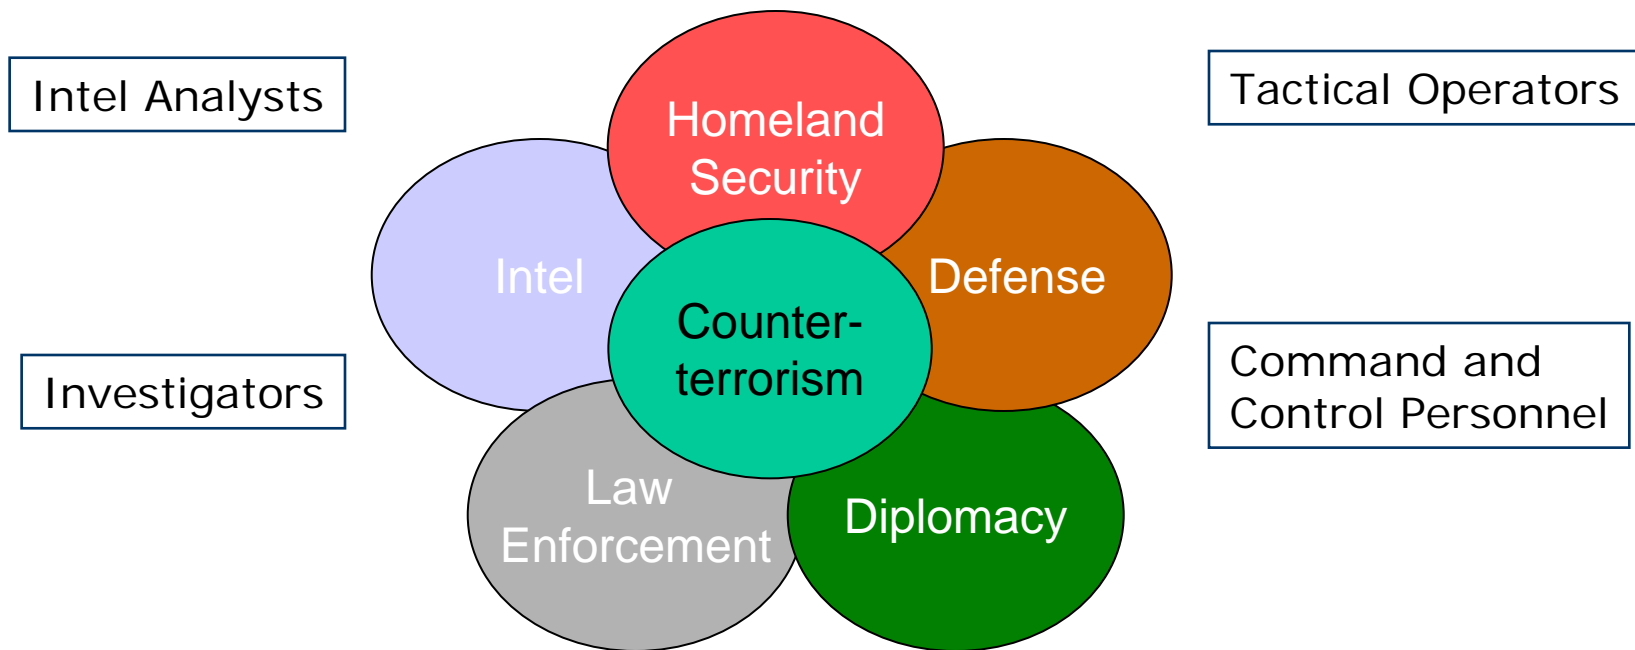 Intel Analysts
Tactical Operators
Homeland
Security
Intel
Defense
Counter-
terrorism
Investigators
Command and
Control Personnel
Law
Enforcement
Diplomacy